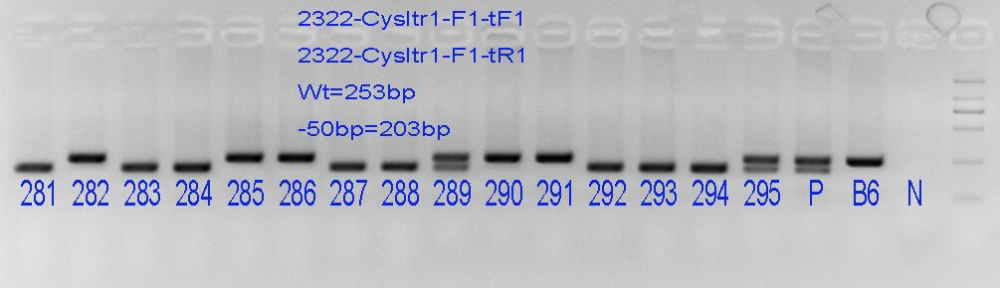 2322-Cysltr1-F1-tF1
2322-Cysltr1-F1-tR1
Wt=253bp
-50bp=203bp
281 282 283 284 285 286 287 288 289 290 291 292 293 294 295 P B6 N